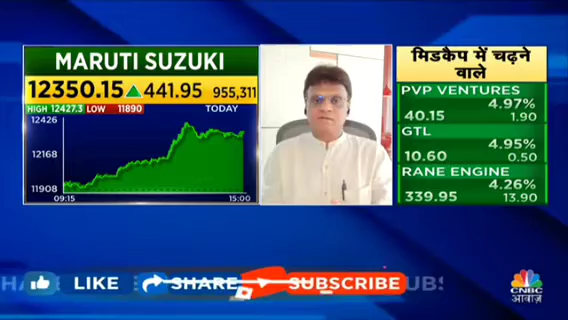 MARUTI SUZUKI
12350.15 441.95 955,311
HIGH 12427.3 LOW 11890 TODAY
12426
12168
11908
09:15 15:00
मिडकैप में चढ़ने
वाले
PVP VENTURES
4.97%
40.15 1.90
GTL
4.95%
10.60 0.50
RANE ENGINE
4.26%
339.95 13.90
LIKE SHARE SUBSCRIBE
CNBC
आवाज़